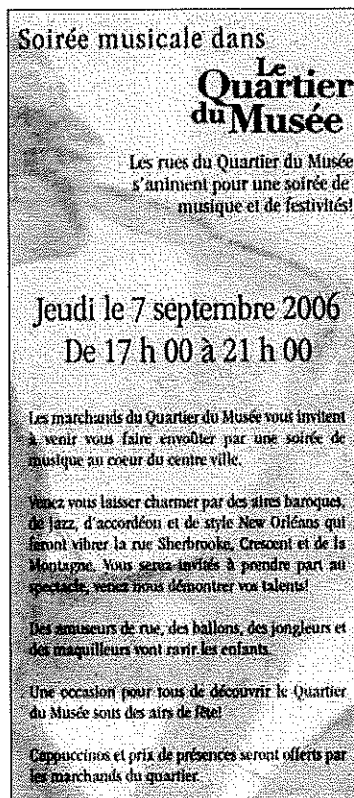 Soirée musicale dans
Le
Quartier
du Musée
Les rues du Quartier du Musée
s'animent pour une soirée de
musique et de festivités!
Jeudi le 7 septembre 2006
De 17 h 00 à 21 h 00
Les marchands du Quartier du Musée vous invitent
à venir vous faire envoûter par une soirée de
musique au coeur du centre ville.
Venez vous laisser charmer par des aires baroques,
de Jazz, d'accordéon et de style New Orléans qui
feront vibrer la rue Sherbrooke, Crescent et de la
Montagne. Vous serez invités à prendre part au
spectacle, venez nous démontrer vos talents!
Des amuseurs de rue, des ballons, des jongleurs et
des maquilleurs vont ravir les enfants.
Une occasion pour tous de découvrir le Quartier
du Musée sous des airs de fête!
Cappuccinos et prix de présences seront offerts par
les marchands du quartier.